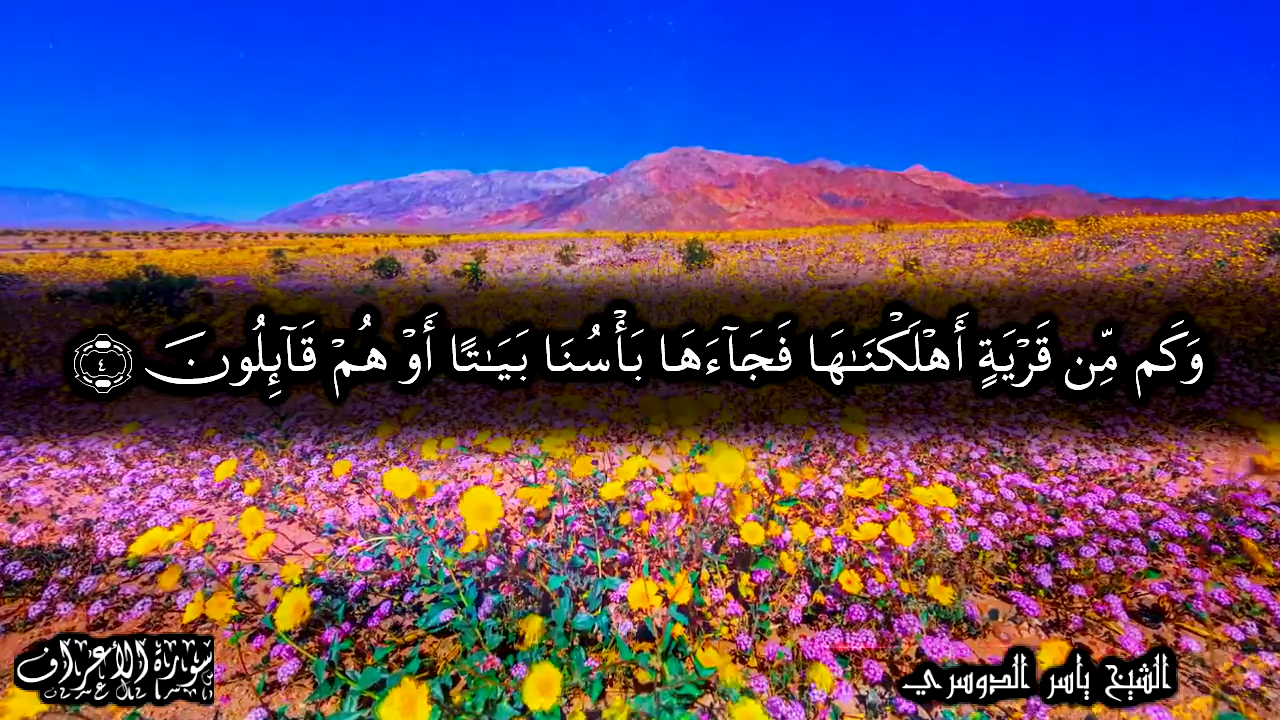 وَكَم مِّن قَرْيَةٍ أَهْلَكْنَـٰهَا فَجَآءَهَا بَأْسُنَا بَيَـٰتًا أَوْ هُمْ قَآئِلُونَ ٤
سورة الأعراف
الشيخ ياسر الدوسري